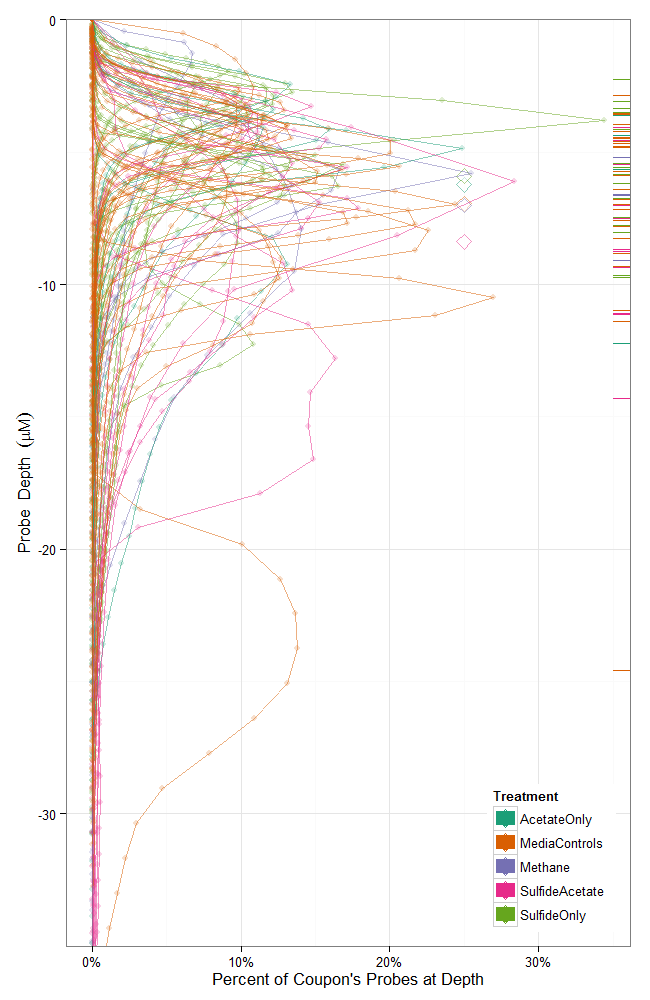 0
-10
-20
-30
Probe Depth (µM)
0%
10%
20%
30%
Percent of Coupon's Probes at Depth
Treatment
AcetateOnly
MediaControls
Methane
SulfideAcetate
SulfideOnly